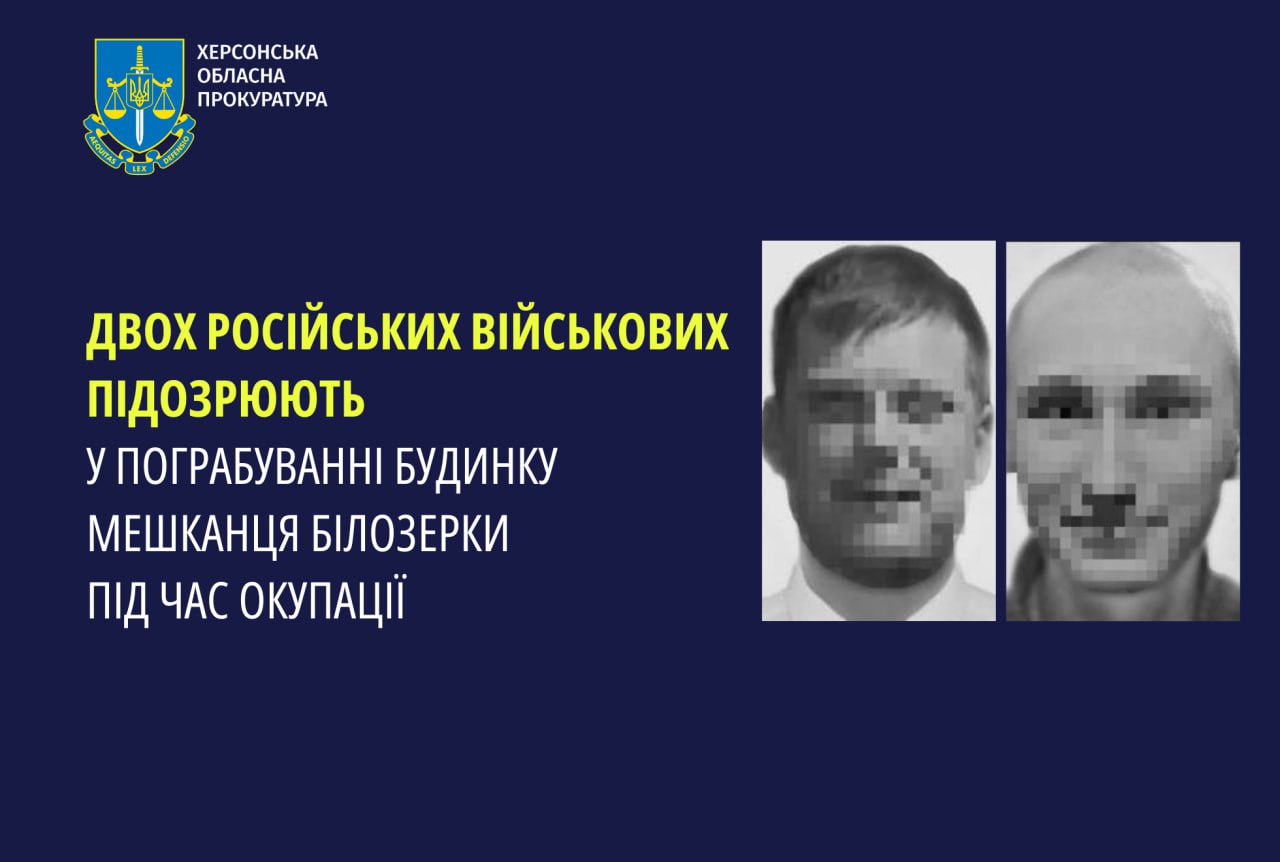 ХЕРСОНСЬКА
ОБЛАСНА
ПРОКУРАТУРА
AEQUITAS
LEX
DEFENSIO
ДВОХ РОСІЙСЬКИХ ВІЙСЬКОВИХ
ПІДОЗРЮЮТЬ
У ПОГРАБУВАННІ БУДИНКУ
МЕШКАНЦЯ БІЛОЗЕРКИ
ПІД ЧАС ОКУПАЦІЇ